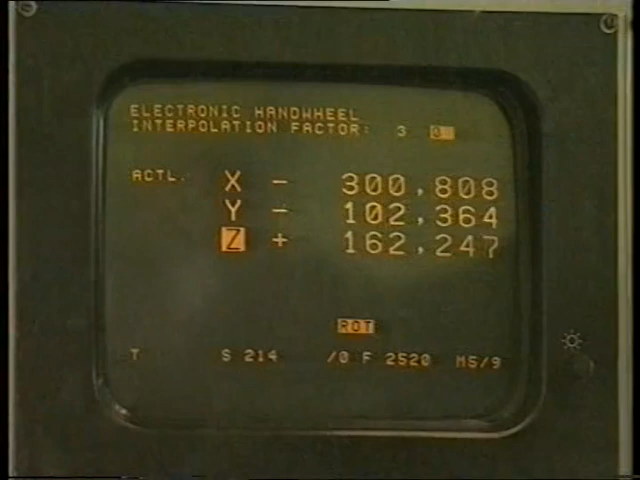 ELECTRONIC HANDWHEEL
INTERPOLATION FACTOR: 3 0
ACTL. X - 300,808
Y - 102,364
Z + 162,247
ROT
T S 214 /0 F 2520 M5/9